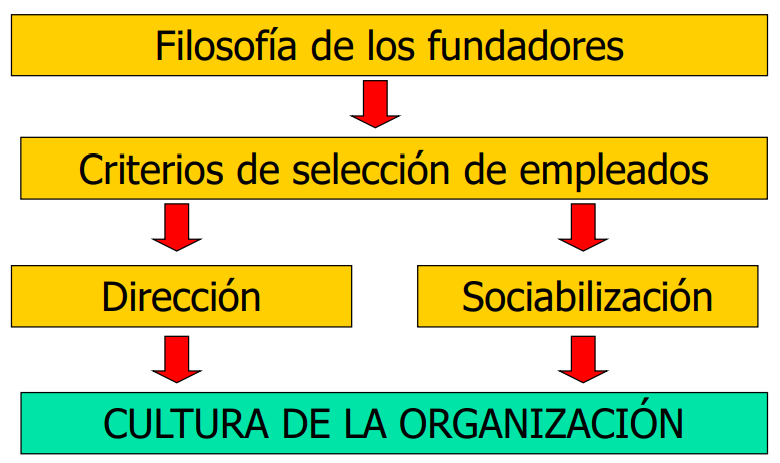 Filosofía de los fundadores
Criterios de selección de empleados
Dirección
Sociabilización
CULTURA DE LA ORGANIZACIÓN